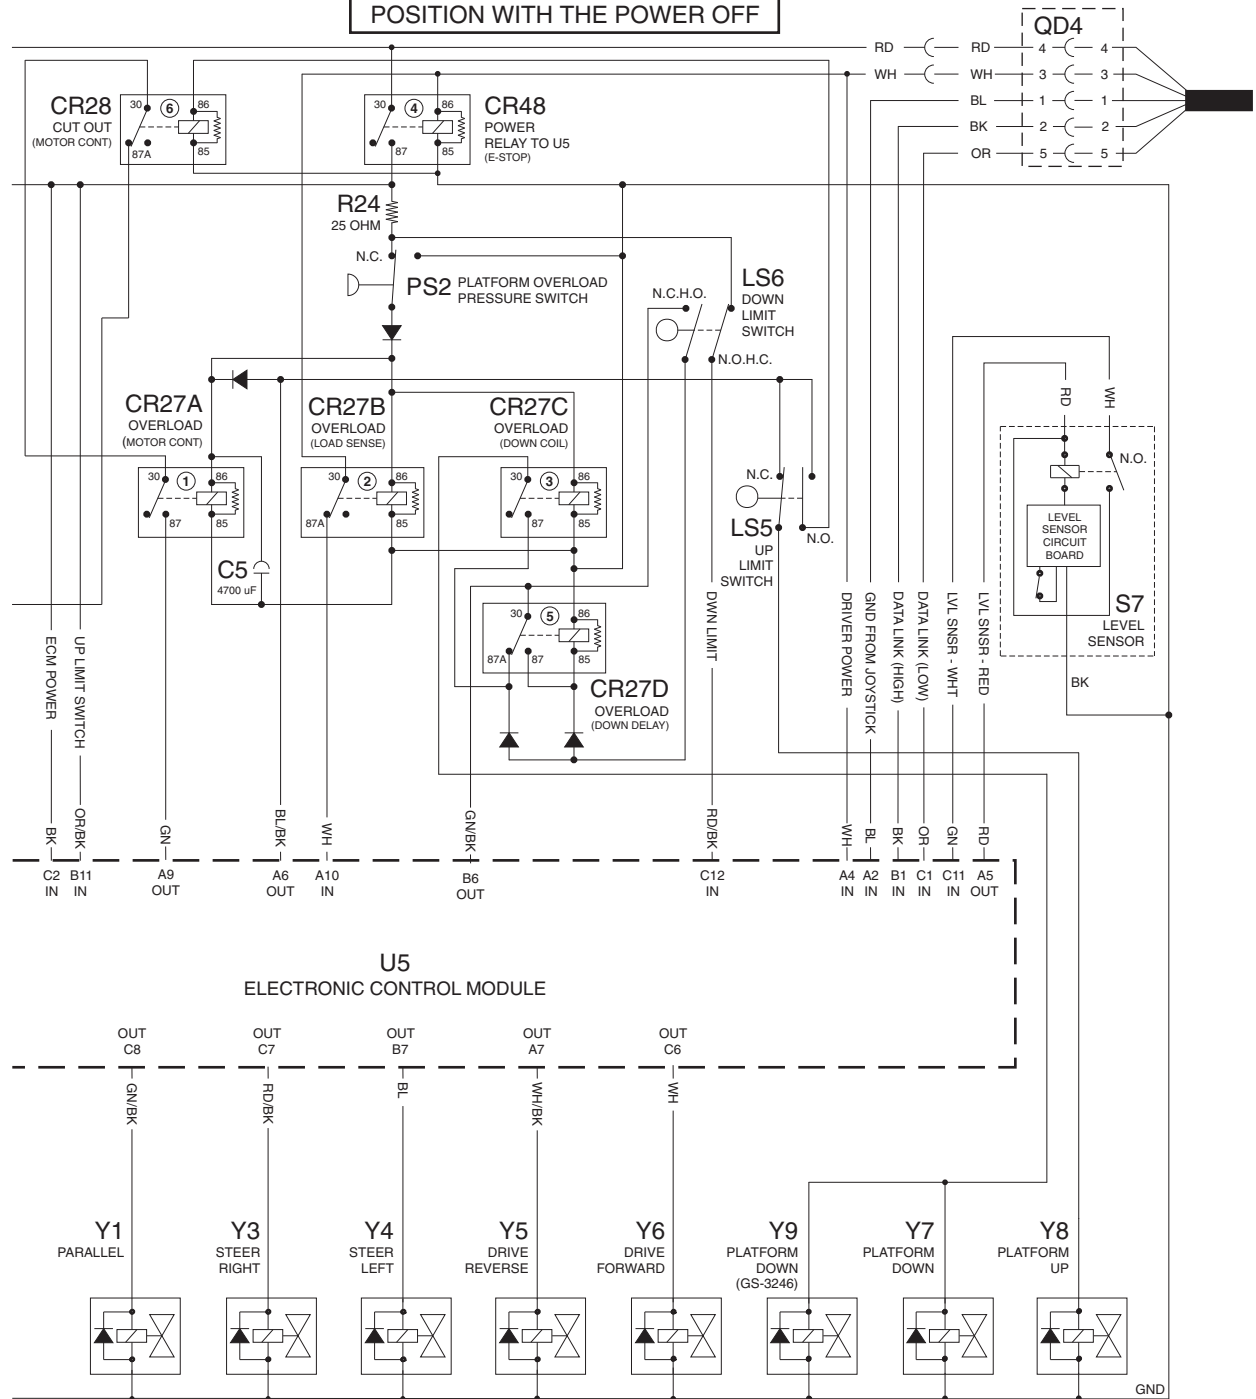 POSITION WITH THE POWER OFF
QD4
RD
RD
4
4
WH
WH
3
3
BL
1
1
BK
2
2
OR
5
5
CR28
CUT OUT
(MOTOR CONT)
30
6
86
87A
85
30
4
86
87
85
CR48
POWER
RELAY TO U5
(E-STOP)
R24
25 OHM
N.C.
PS2
PLATFORM OVERLOAD
PRESSURE SWITCH
N.C.H.O.
LS6
DOWN
LIMIT
SWITCH
N.O.H.C.
CR27A
OVERLOAD
(MOTOR CONT)
30
1
86
87
85
C5
4700 uF
CR27B
OVERLOAD
(LOAD SENSE)
30
2
86
87A
85
CR27C
OVERLOAD
(DOWN COIL)
30
3
86
87
85
30
5
86
87A
87
85
CR27D
OVERLOAD
(DOWN DELAY)
N.C.
LS5
UP
LIMIT
SWITCH
N.O.
RD
WH
N.O.
LEVEL
SENSOR
CIRCUIT
BOARD
S7
LEVEL
SENSOR
BK
ECM POWER
UP LIMIT SWITCH
DWN LIMIT
DRIVER POWER
GND FROM JOYSTICK
DATA LINK (HIGH)
DATA LINK (LOW)
LVL SNSR - WHT
LVL SNSR - RED
BK
OR/BK
GN
BL/BK
WH
GN/BK
RD/BK
WH
BL
BK
OR
GN
RD
C2
IN
B11
IN
A9
OUT
A6
OUT
A10
IN
B6
OUT
C12
IN
A4
IN
A2
IN
B1
IN
C1
IN
C11
IN
A5
OUT
U5
ELECTRONIC CONTROL MODULE
OUT
C8
OUT
C7
OUT
B7
OUT
A7
OUT
C6
GN/BK
RD/BK
BL
WH/BK
WH
Y1
PARALLEL
Y3
STEER
RIGHT
Y4
STEER
LEFT
Y5
DRIVE
REVERSE
Y6
DRIVE
FORWARD
Y9
PLATFORM
DOWN
(GS-3246)
Y7
PLATFORM
DOWN
Y8
PLATFORM
UP
GND